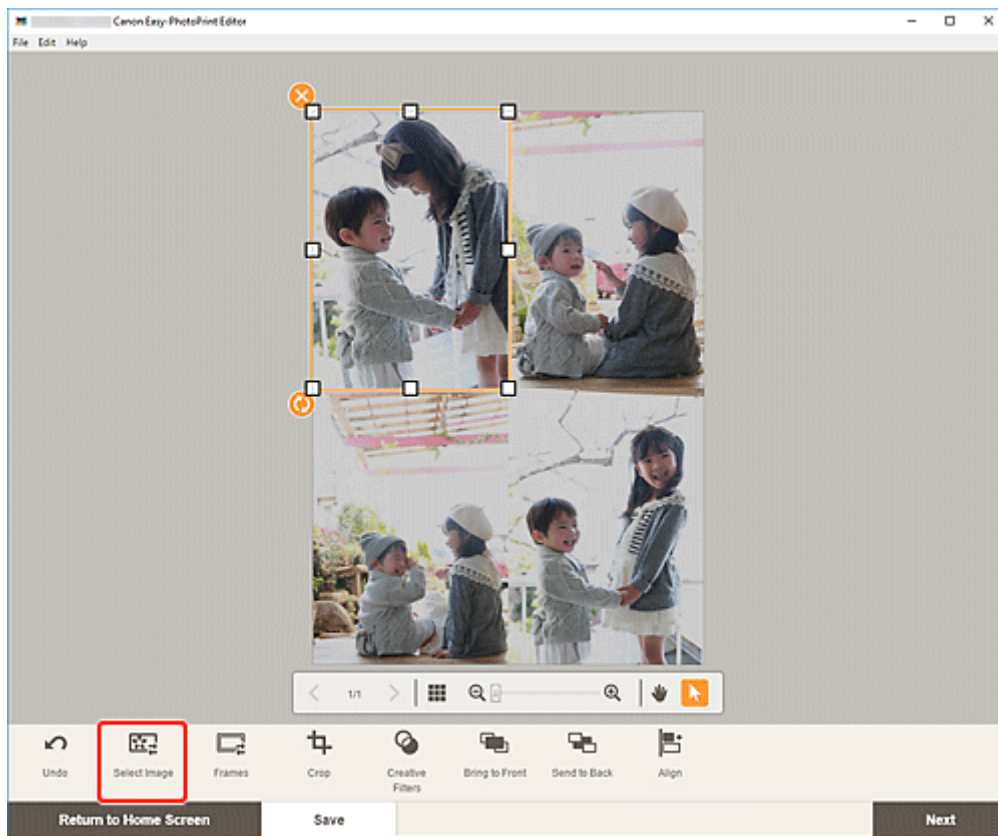 Canon Easy-PhotoPrint Editor
File Edit Help
1/1
Undo
Select Image
Frames
Crop
Creative
Filters
Bring to Front
Send to Back
Align
Return to Home Screen
Save
Next